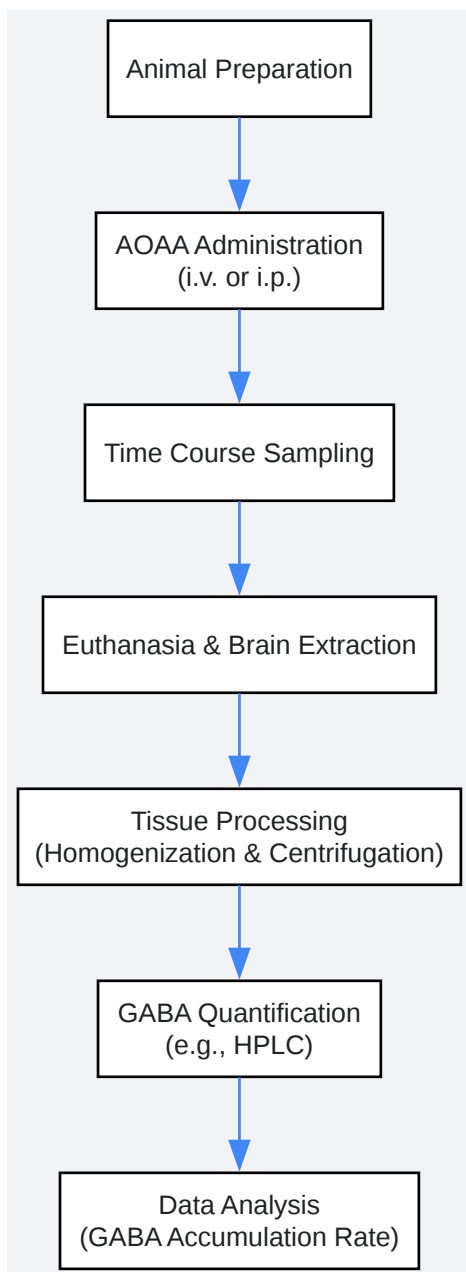 Animal Preparation
AOAA Administration
(i.v. or i.p.)
Time Course Sampling
Euthanasia & Brain Extraction
Tissue Processing
(Homogenization & Centrifugation)
GABA Quantification
(e.g., HPLC)
Data Analysis
(GABA Accumulation Rate)